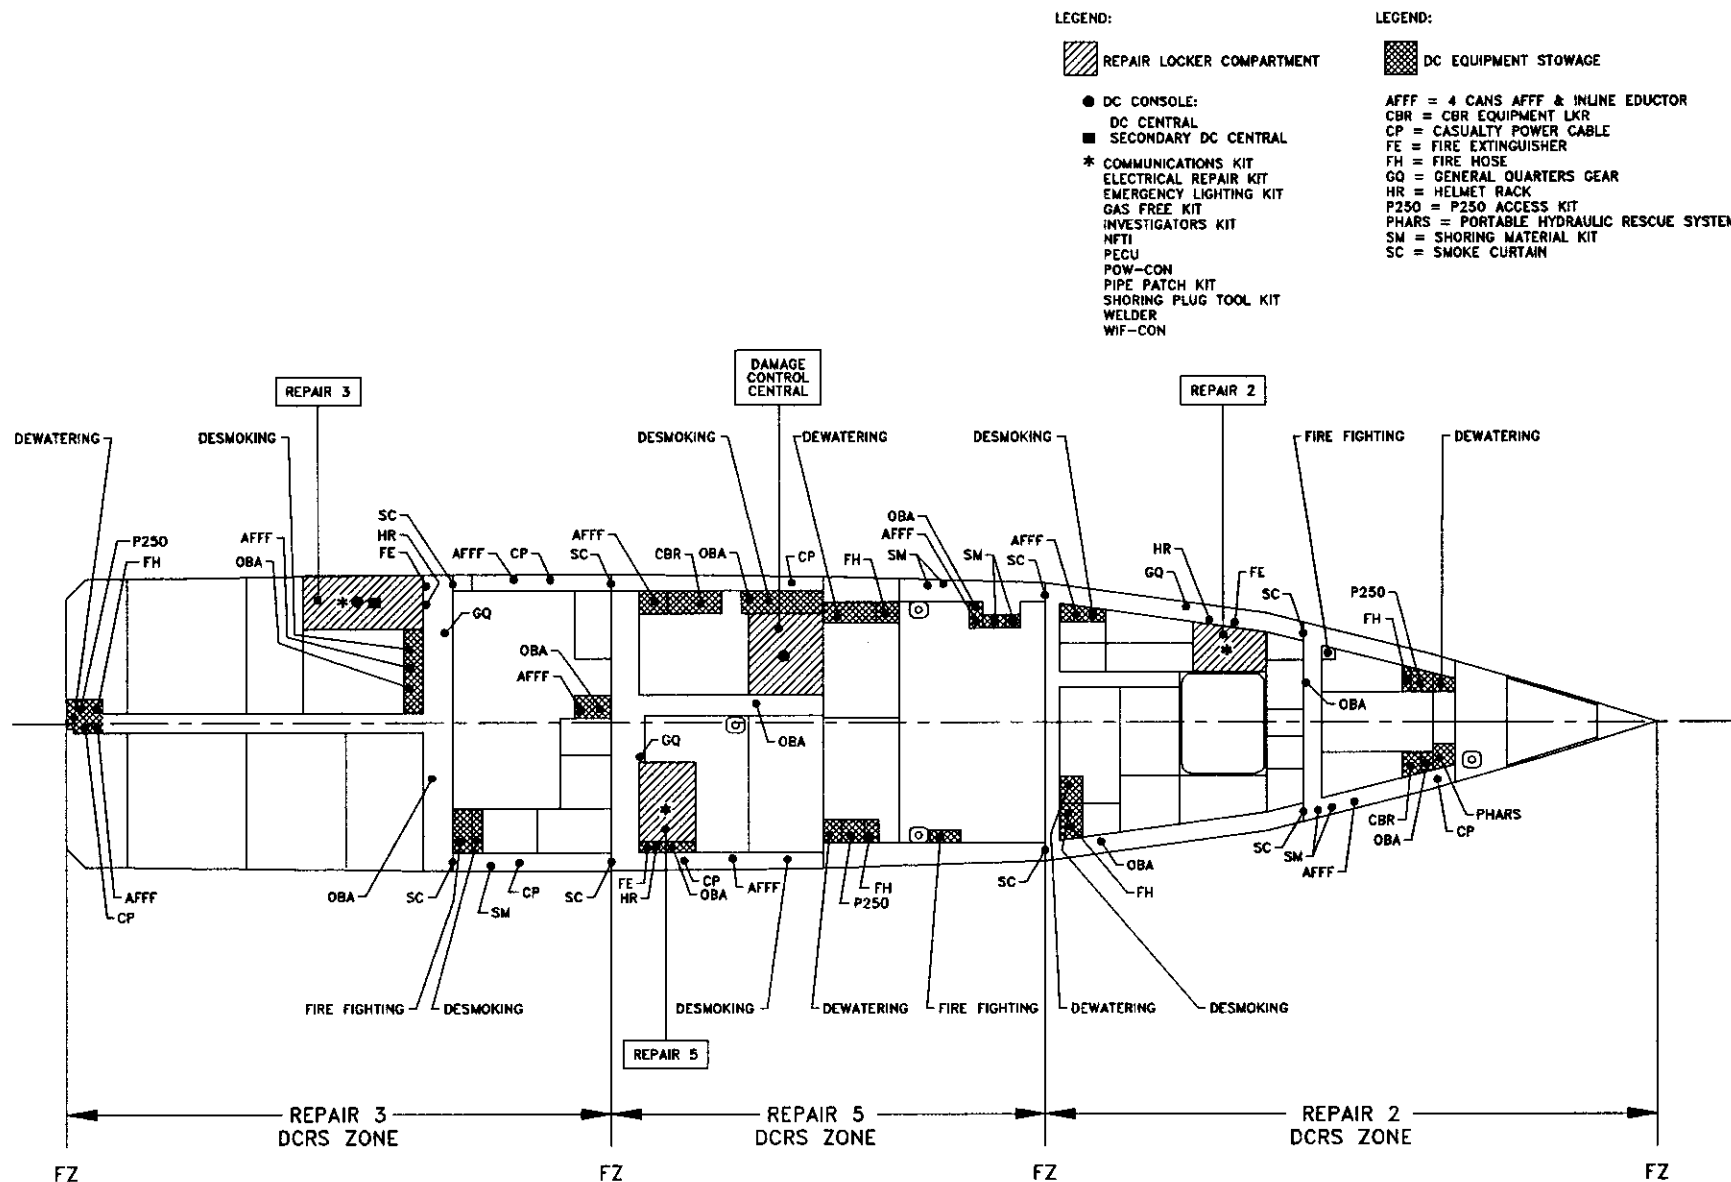 LEGEND:
REPAIR LOCKER COMPARTMENT
● DC CONSOLE:
DC CENTRAL
■ SECONDARY DC CENTRAL
* COMMUNICATIONS KIT
ELECTRICAL REPAIR KIT
EMERGENCY LIGHTING KIT
GAS FREE KIT
INVESTIGATORS KIT
NFTI
PECU
POW-CON
PIPE PATCH KIT
SHORING PLUG TOOL KIT
WELDER
WIF-CON
LEGEND:
DC EQUIPMENT STOWAGE
AFFF = 4 CANS AFFF & INLINE EDUCTOR
CBR = CBR EQUIPMENT LKR
CP = CASUALTY POWER CABLE
FE = FIRE EXTINGUISHER
FH = FIRE HOSE
GQ = GENERAL QUARTERS GEAR
HR = HELMET RACK
P250 = P250 ACCESS KIT
PHARS = PORTABLE HYDRAULIC RESCUE SYSTEM
SM = SHORING MATERIAL KIT
SC = SMOKE CURTAIN
REPAIR 3
DAMAGE
CONTROL
CENTRAL
REPAIR 2
DEWATERING
DESMOKING
DESMOKING
DEWATERING
DESMOKING
FIRE FIGHTING
DEWATERING
P250
FH
AFFF
OBA
SC
HR
FE
AFFF
CP
SC
AFFF
CBR
OBA
CP
FH
OBA
AFFF
SM
SM
SC
AFFF
HR
GQ
FE
SC
P250
FH
GQ
OBA
AFFF
GQ
OBA
OBA
AFFF
CP
OBA
SC
SM
CP
SC
FE
HR
CP
OBA
AFFF
P250
FH
SC
OBA
FH
SC
SM
AFFF
CBR
OBA
CP
PHARS
FIRE FIGHTING
DESMOKING
DESMOKING
DEWATERING
FIRE FIGHTING
DEWATERING
DESMOKING
REPAIR 5
REPAIR 3
DCRS ZONE
REPAIR 5
DCRS ZONE
REPAIR 2
DCRS ZONE
FZ
FZ
FZ
FZ